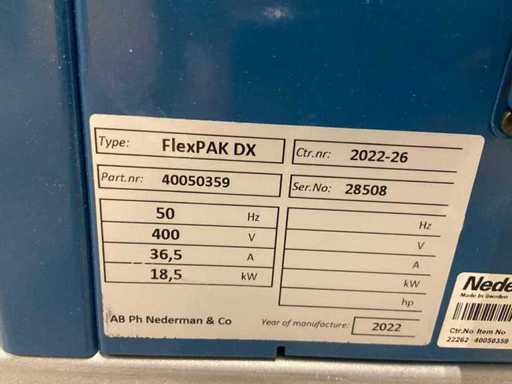 Type: FlexPAK DX Ctr.nr: 2022-26
Part.nr: 40050359 Ser.No: 28508
50 Hz Hz
400 V V
36,5 A A
18,5 kW kW
hp
AB Ph Nederman & Co Year of manufacture: 2022
Made in Sweden
Ctr.No Item No
22262 40050359